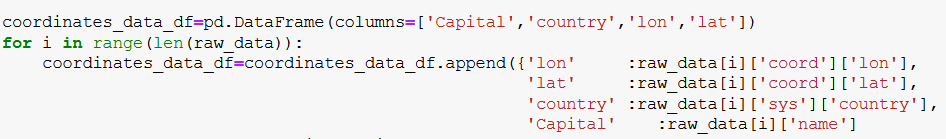 coordinates_data_df=pd.DataFrame(columns=['Capital','country','lon','lat'])
for i in range(len(raw_data)):
    coordinates_data_df=coordinates_data_df.append({'lon'     :raw_data[i]['coord']['lon'],
                                                    'lat'     :raw_data[i]['coord']['lat'],
                                                    'country' :raw_data[i]['sys']['country'],
                                                    'Capital'    :raw_data[i]['name']